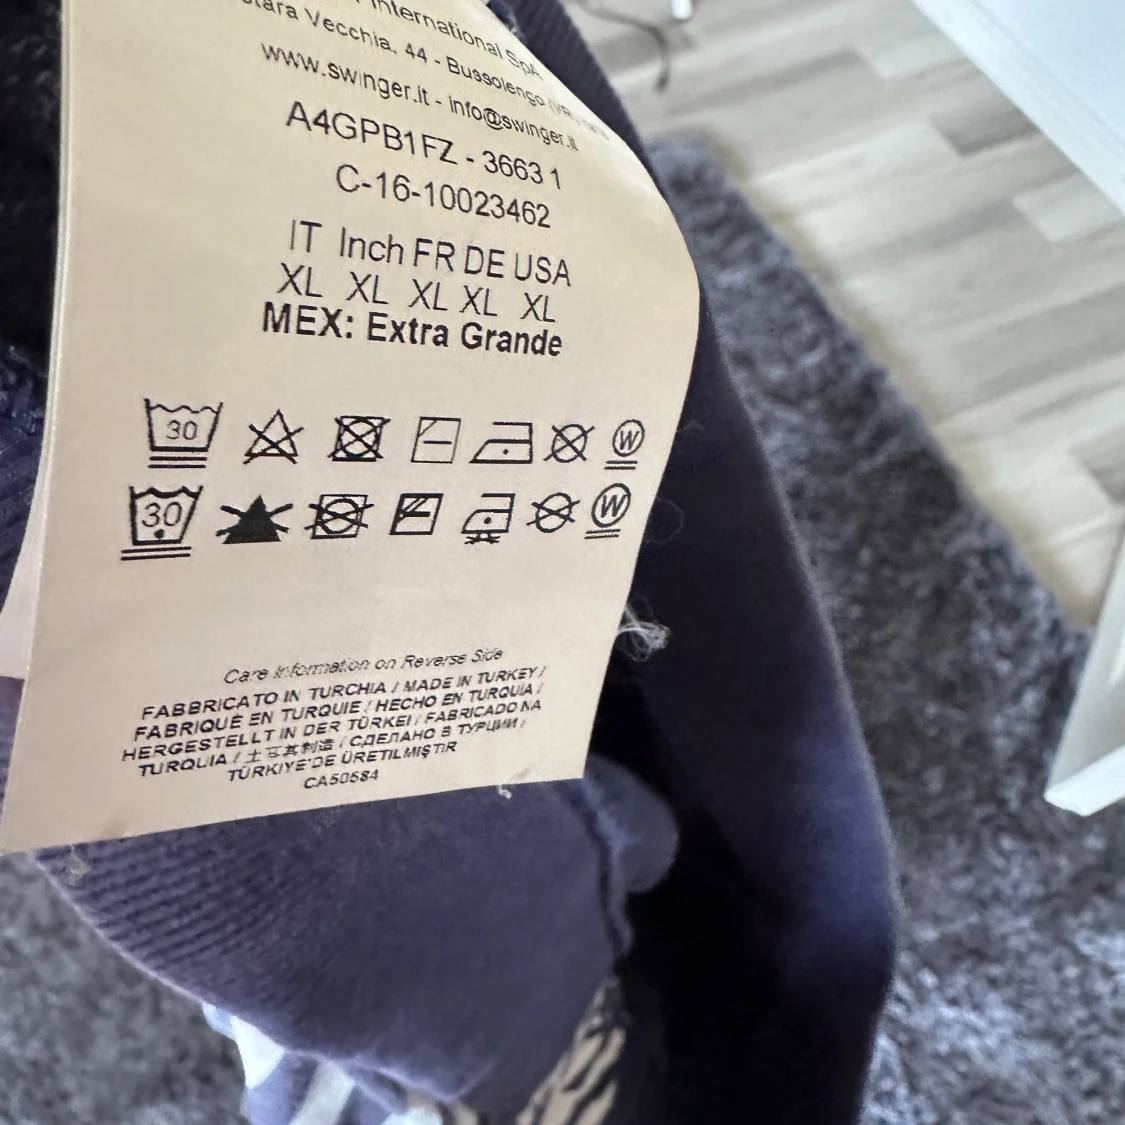 International SpA
Vecchia, 44 - Bussolengo (VR)
www.swinger.it - info@swinger.it
A4GPB1FZ - 3663 1
C-16-10023462
IT Inch FR DE USA
XL XL XL XL XL
MEX: Extra Grande
30 W
30 W
Care Information on Reverse Side
FABBRICATO IN TURCHIA / MADE IN TURKEY /
FABRIQUÉ EN TURQUIE / HECHO EN TURQUIA /
HERGESTELLT IN DER TÜRKEI / FABRICADO NA
TURQUIA / 土耳其制造 / СДЕЛАНО В ТУРЦИИ /
TÜRKIYE'DE ÜRETILMIŞTIR
CA50584